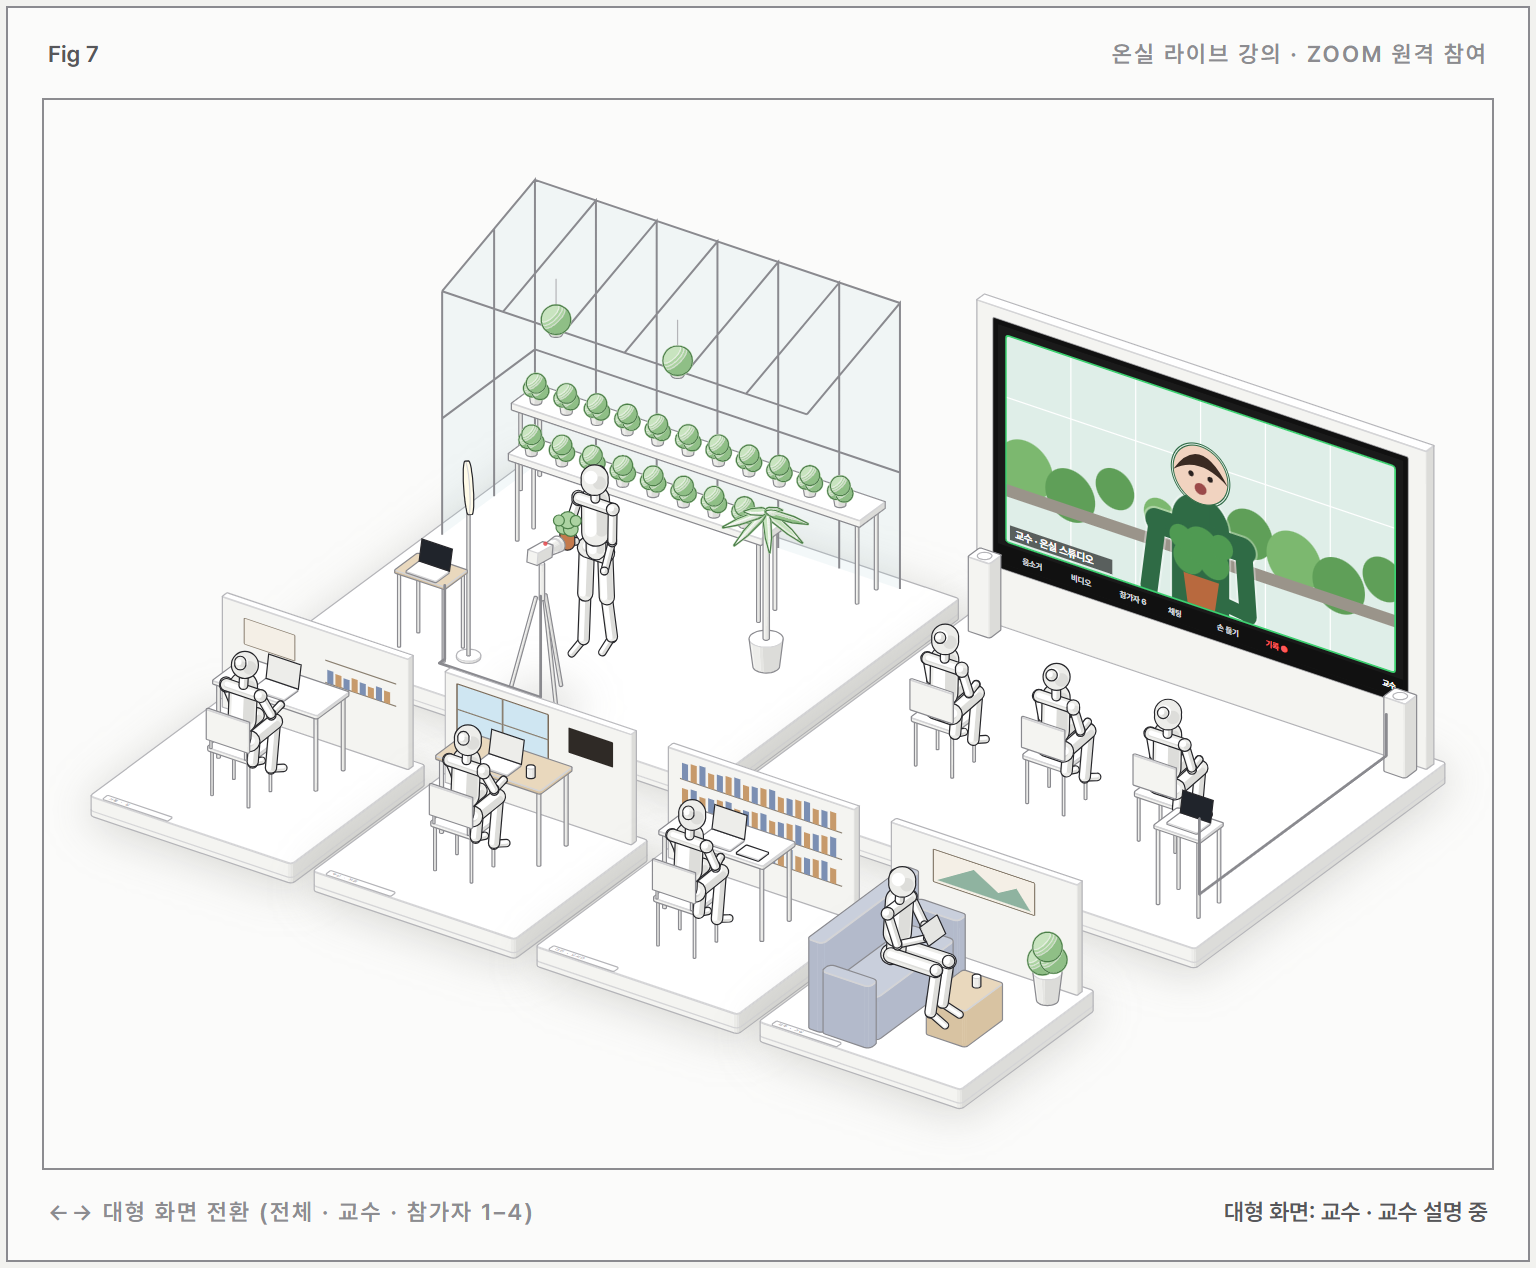 Fig 7
온실 라이브 강의 · ZOOM 원격 참여
교수 · 온실 스튜디오
음소거
비디오
참가자 6
채팅
손 들기
기록
교수
←→ 대형 화면 전환 (전체 · 교수 · 참가자 1–4)
대형 화면: 교수 · 교수 설명 중